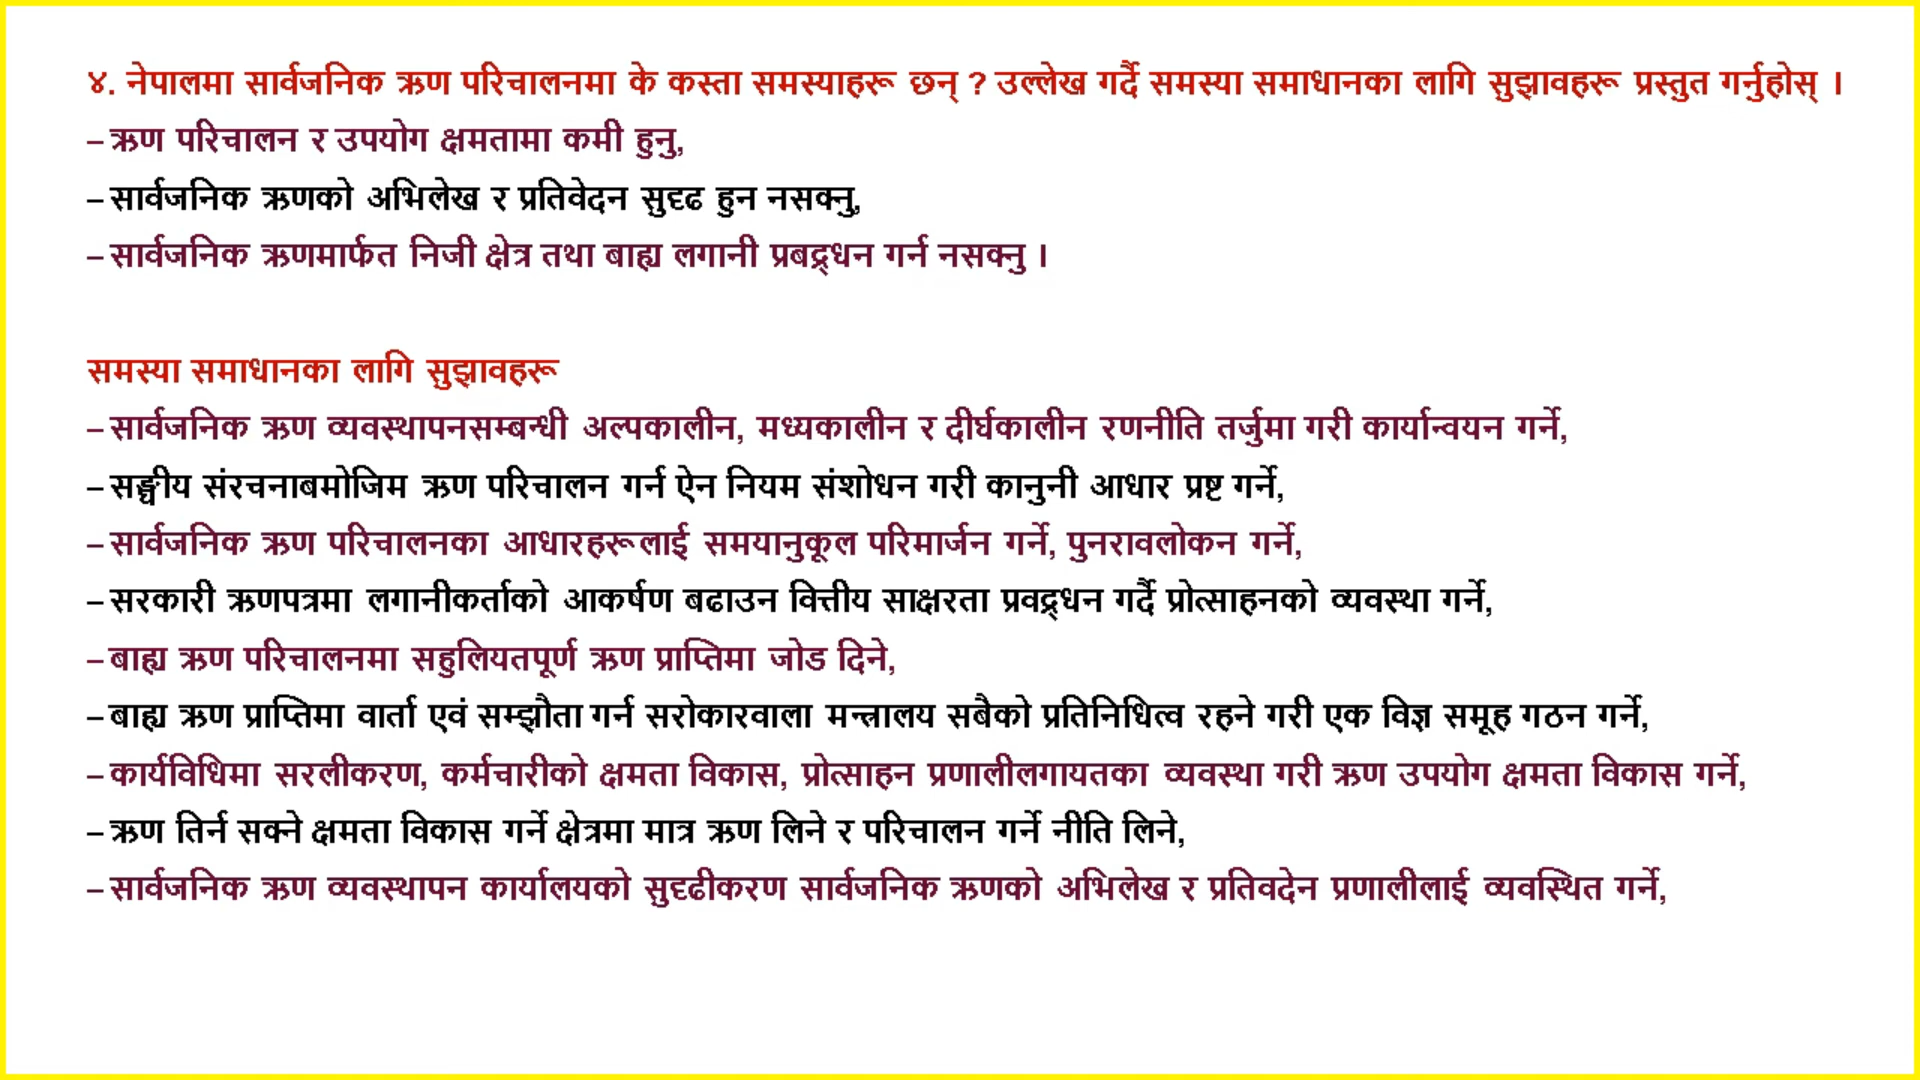 ४. नेपालमा सार्वजनिक ऋण परिचालनमा के कस्ता समस्याहरू छन् ? उल्लेख गर्दै समस्या समाधानका लागि सुझावहरू प्रस्तुत गर्नुहोस् ।
–ऋण परिचालन र उपयोग क्षमतामा कमी हुनु,
–सार्वजनिक ऋणको अभिलेख र प्रतिवेदन सुदृढ हुन नसक्नु,
–सार्वजनिक ऋणमार्फत निजी क्षेत्र तथा बाह्य लगानी प्रबद्र्धन गर्न नसक्नु ।
समस्या समाधानका लागि सुझावहरू
–सार्वजनिक ऋण व्यवस्थापनसम्बन्धी अल्पकालीन, मध्यकालीन र दीर्घकालीन रणनीति तर्जुमा गरी कार्यान्वयन गर्ने,
–सङ्घीय संरचनाबमोजिम ऋण परिचालन गर्न ऐन नियम संशोधन गरी कानुनी आधार प्रष्ट गर्ने,
–सार्वजनिक ऋण परिचालनका आधारहरूलाई समयानुकूल परिमार्जन गर्ने, पुनरावलोकन गर्ने,
–सरकारी ऋणपत्रमा लगानीकर्ताको आकर्षण बढाउन वित्तीय साक्षरता प्रवद्र्धन गर्दै प्रोत्साहनको व्यवस्था गर्ने,
–बाह्य ऋण परिचालनमा सहुलियतपूर्ण ऋण प्राप्तिमा जोड दिने,
–बाह्य ऋण प्राप्तिमा वार्ता एवं सम्झौता गर्न सरोकारवाला मन्त्रालय सबैको प्रतिनिधित्व रहने गरी एक विज्ञ समूह गठन गर्ने,
–कार्यविधिमा सरलीकरण, कर्मचारीको क्षमता विकास, प्रोत्साहन प्रणालीलगायतका व्यवस्था गरी ऋण उपयोग क्षमता विकास गर्ने,
–ऋण तिर्न सक्ने क्षमता विकास गर्ने क्षेत्रमा मात्र ऋण लिने र परिचालन गर्ने नीति लिने,
–सार्वजनिक ऋण व्यवस्थापन कार्यालयको सुदृढीकरण सार्वजनिक ऋणको अभिलेख र प्रतिवदेन प्रणालीलाई व्यवस्थित गर्ने,